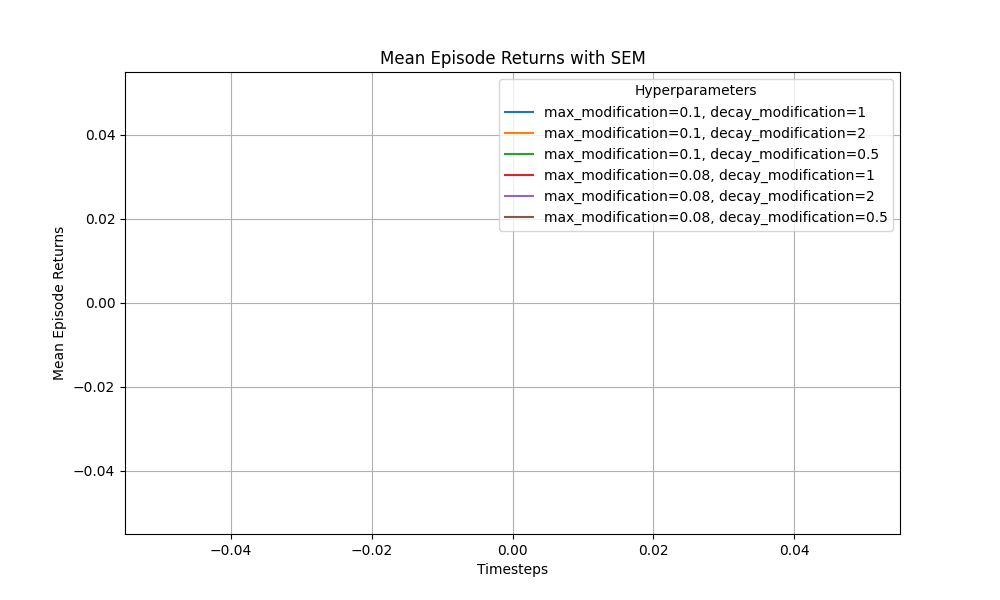 Mean Episode Returns with SEM
Hyperparameters
max_modification=0.1, decay_modification=1
max_modification=0.1, decay_modification=2
max_modification=0.1, decay_modification=0.5
max_modification=0.08, decay_modification=1
max_modification=0.08, decay_modification=2
max_modification=0.08, decay_modification=0.5
Mean Episode Returns
0.04
0.02
0.00
−0.02
−0.04
−0.04
−0.02
0.00
0.02
0.04
Timesteps